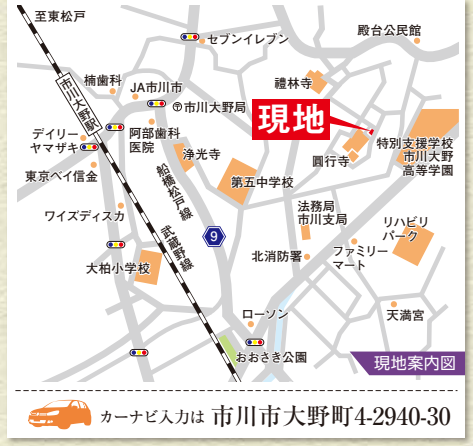 至東松戸
セブンイレブン
殿台公民館
楠歯科
JA市川市
市川大野駅
〒市川大野局
禮林寺
現地
デイリー
ヤマザキ
阿部歯科
医院
浄光寺
圓行寺
特別支援学校
市川大野
高等学園
東京ベイ信金
船橋松戸線
第五中学校
ワイズディスカ
法務局
市川支局
リハビリ
パーク
武蔵野線
9
大柏小学校
北消防署
ファミリー
マート
ローソン
天満宮
おおさき公園
現地案内図
カーナビ入力は 市川市大野町4-2940-30